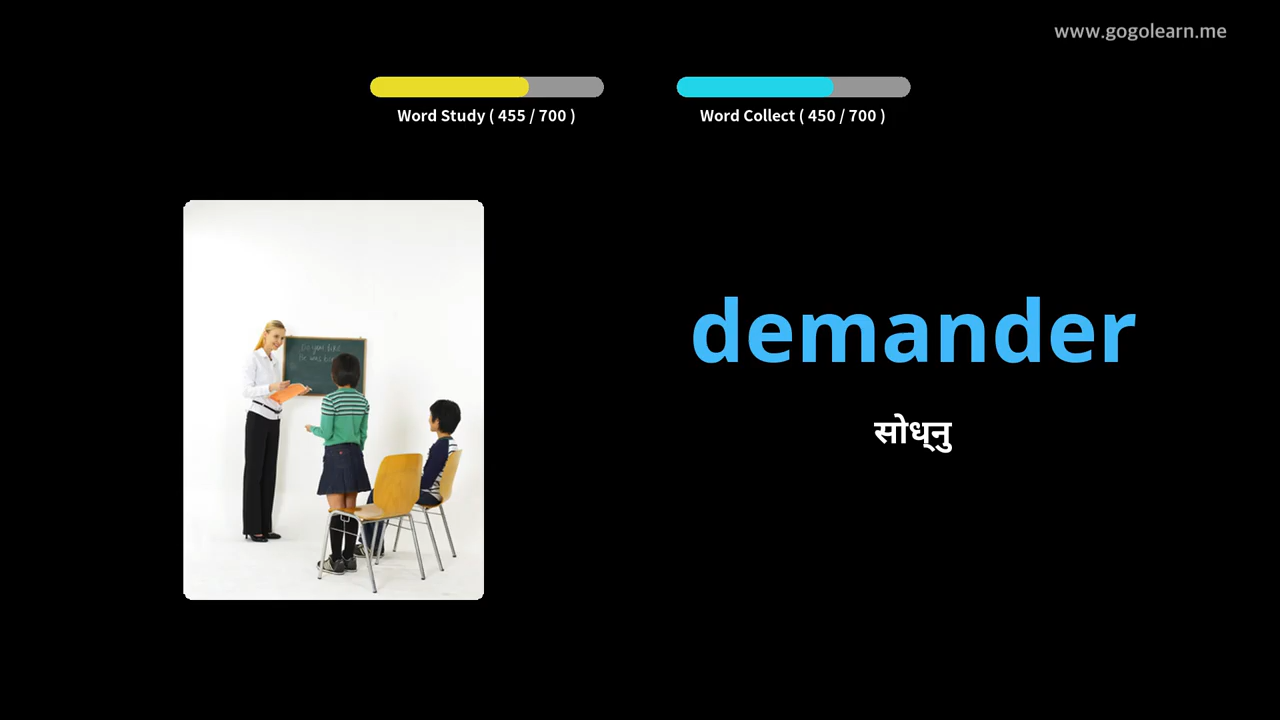 www.gogolearn.me
Word Study ( 455 / 700 )
Word Collect ( 450 / 700 )
demander
सोध्‌नु